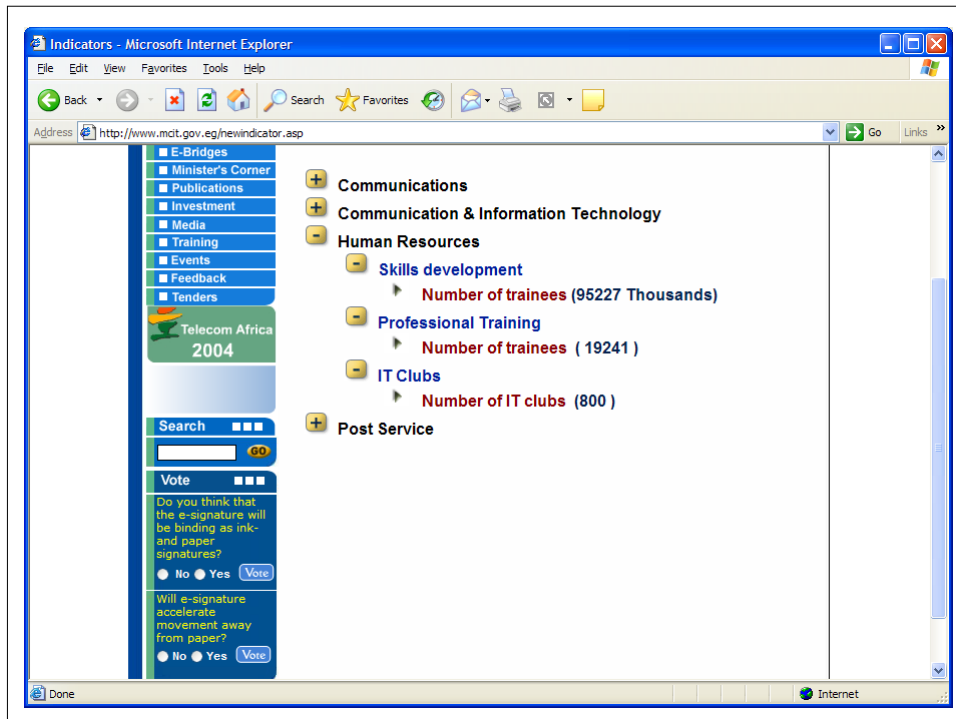 Indicators - Microsoft Internet Explorer
File Edit View Favorites Tools Help
Back Search Favorites
Address http://www.mcit.gov.eg/newindicator.asp Go Links »
E-Bridges
Minister's Corner
Publications
Investment
Media
Training
Events
Feedback
Tenders
Telecom Africa
2004
Search
GO
Vote
Do you think that
the e-signature will
be binding as ink-
and paper
signatures?
No Yes Vote
Will e-signature
accelerate
movement away
from paper?
No Yes Vote
Communications
Communication & Information Technology
Human Resources
Skills development
Number of trainees (95227 Thousands)
Professional Training
Number of trainees ( 19241 )
IT Clubs
Number of IT clubs (800 )
Post Service
Done Internet